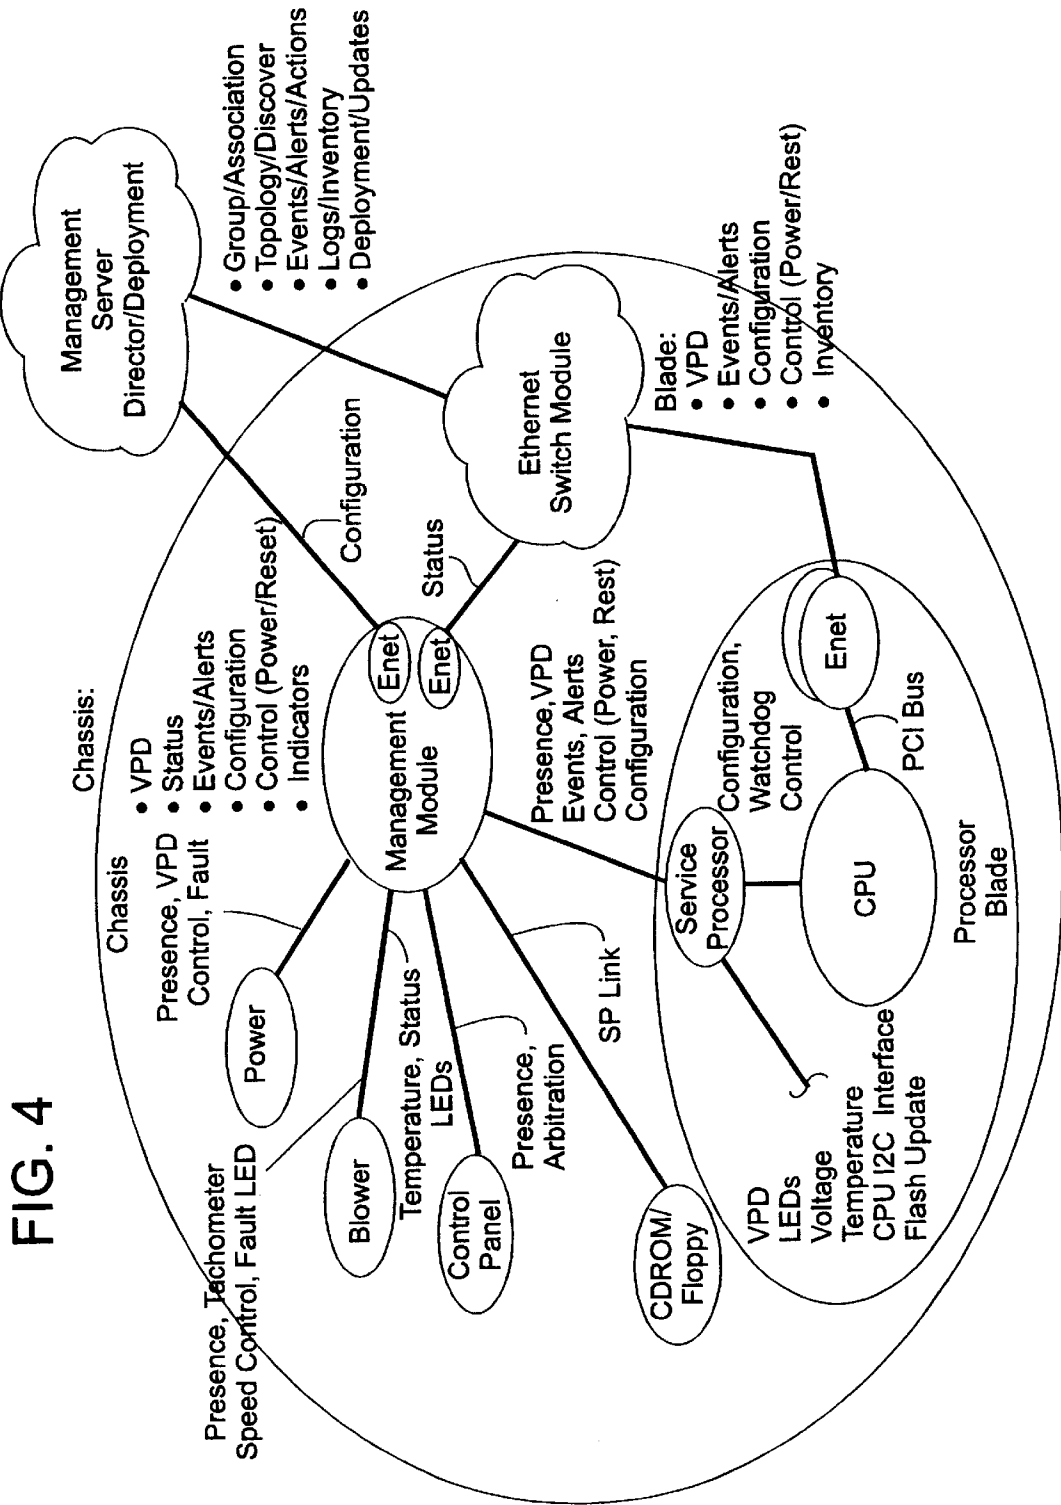 FIG. 4
Management
Server
Director/Deployment
• Group/Association
• Topology/Discover
• Events/Alerts/Actions
• Logs/Inventory
• Deployment/Updates
Chassis:
• VPD
• Status
• Events/Alerts
• Configuration
• Control (Power/Reset)
• Indicators
Chassis
Presence, VPD
Control, Fault
Power
Presence, Tachometer
Speed Control, Fault LED
Blower
Temperature, Status
LEDs
Control
Panel
Presence,
Arbitration
CDROM/
Floppy
SP Link
Management
Module
Enet
Enet
Configuration
Status
Ethernet
Switch Module
Blade:
• VPD
• Events/Alerts
• Configuration
• Control (Power/Rest)
• Inventory
Presence,VPD
Events, Alerts
Control (Power, Rest)
Configuration
Service
Processor
Configuration,
Watchdog
Control
Enet
PCI Bus
CPU
VPD
LEDs
Voltage
Temperature
CPU I2C Interface
Flash Update
Processor
Blade